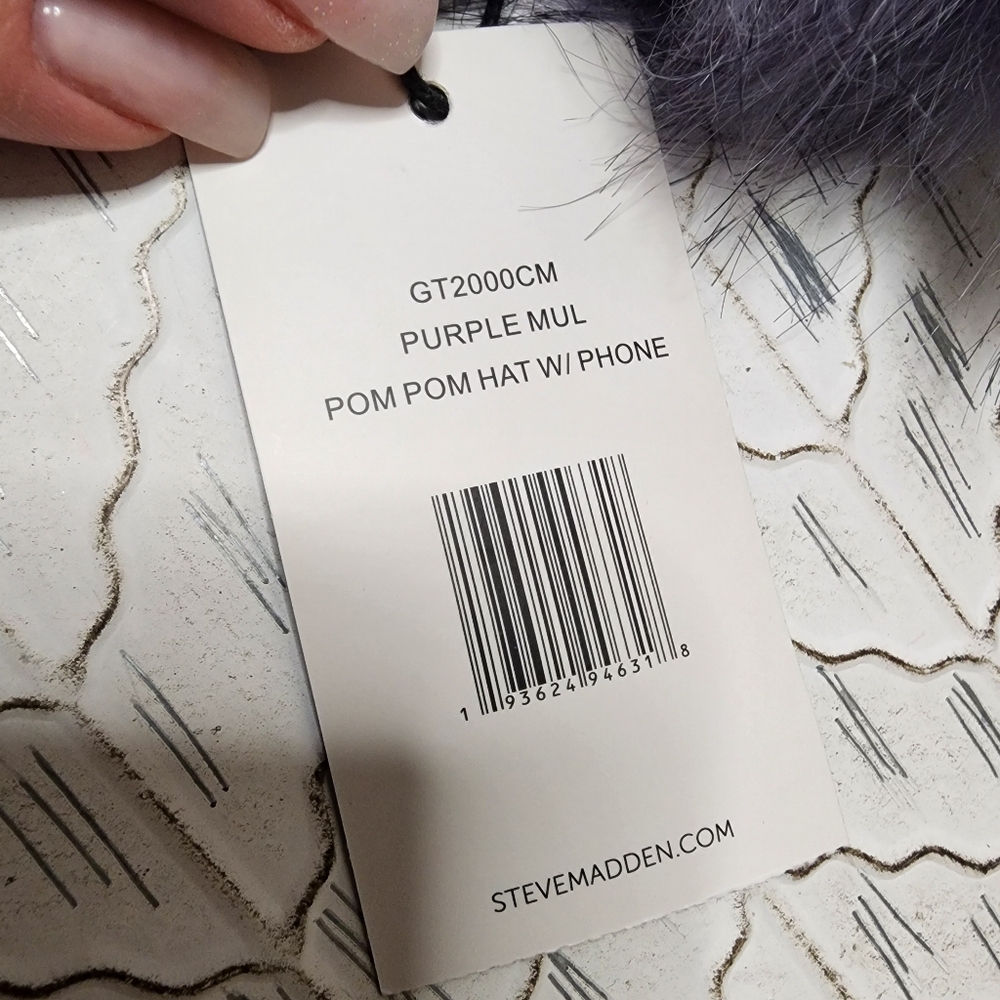 GT2000CM
PURPLE MUL
POM POM HAT W/ PHONE
1 93624 94631 8
STEVEMADDEN.COM